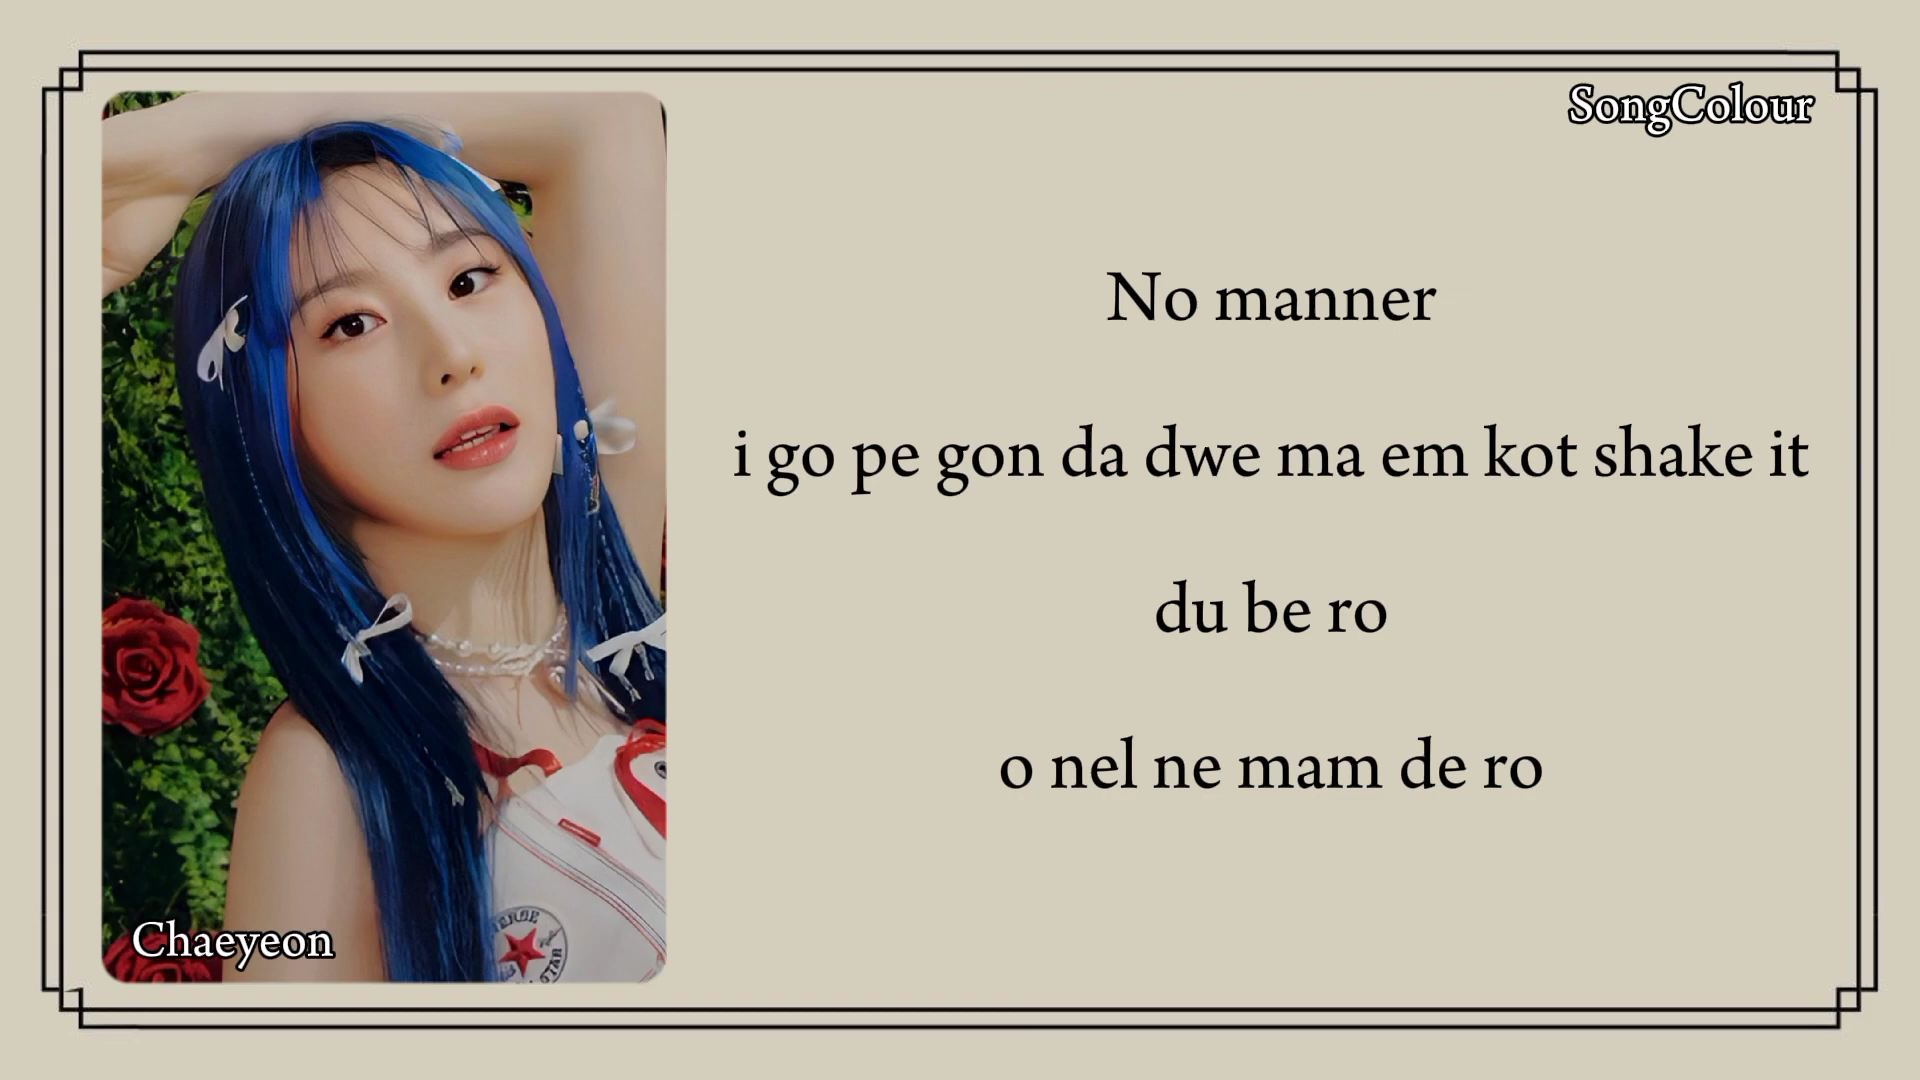 SongColour
No manner
i go pe gon da dwe ma em kot shake it
du be ro
o nel ne mam de ro
Chaeyeon